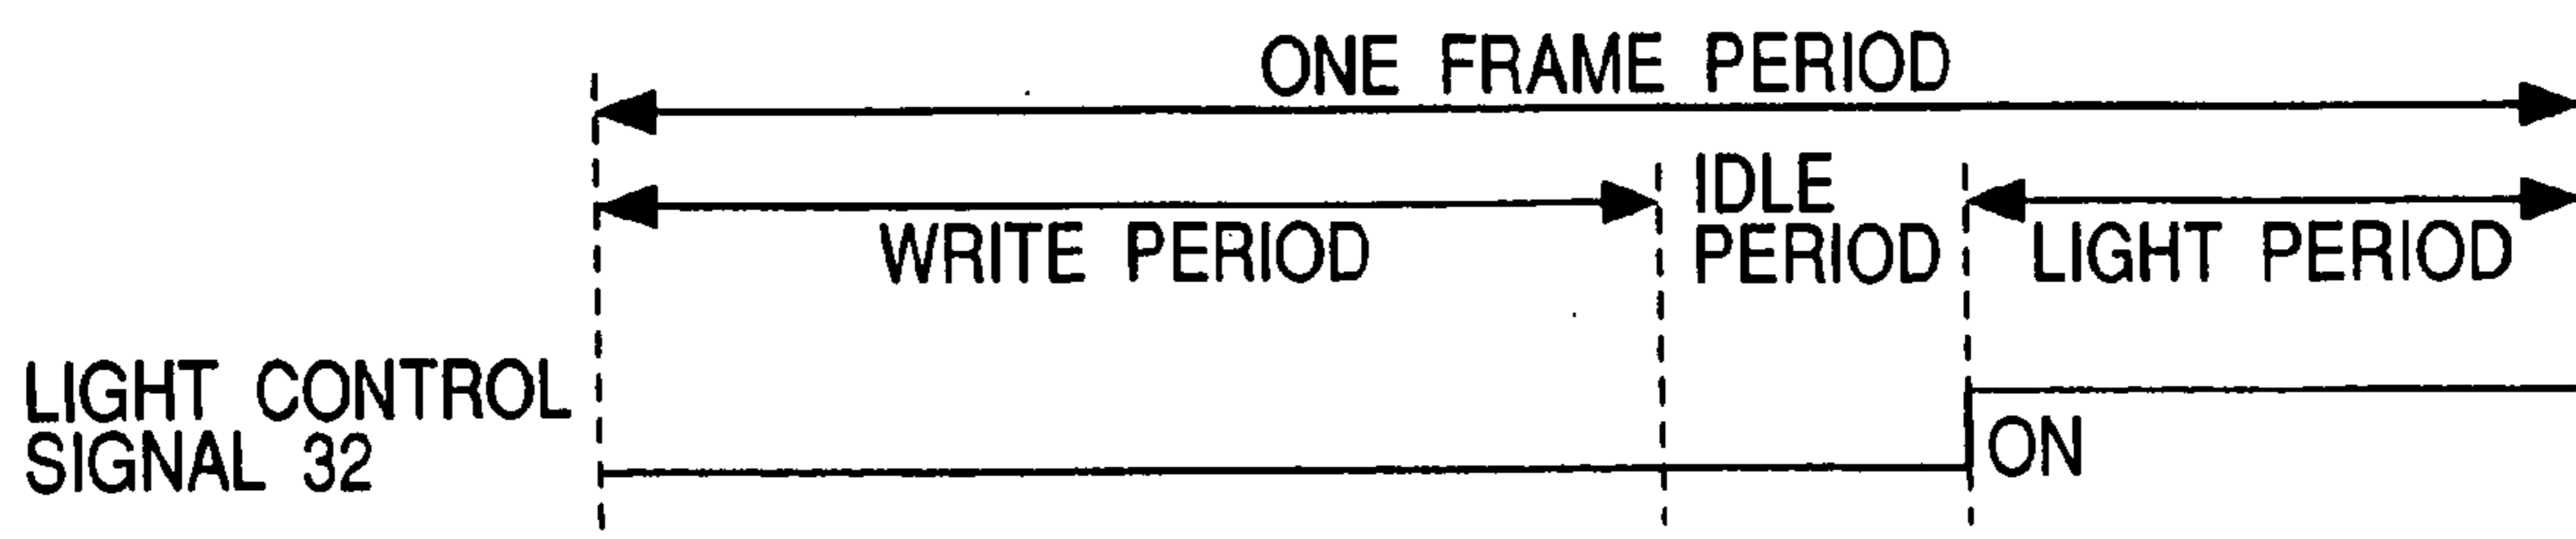 ONE FRAME PERIOD
IDLE
PERIOD
WRITE PERIOD
LIGHT PERIOD
LIGHT CONTROL
SIGNAL 32
ON